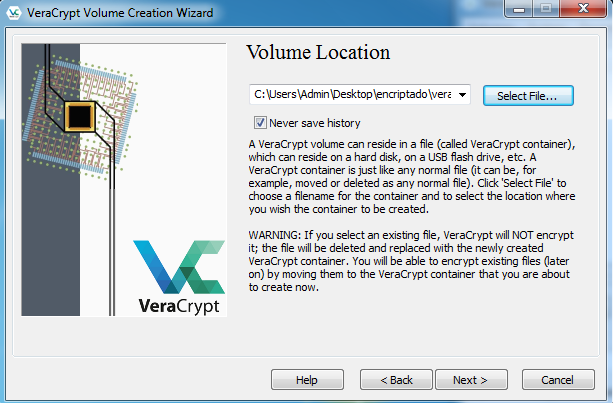 VeraCrypt Volume Creation Wizard
Volume Location
C:\Users\Admin\Desktop\encriptado\vera
Select File...
Never save history
A VeraCrypt volume can reside in a file (called VeraCrypt container),
which can reside on a hard disk, on a USB flash drive, etc. A
VeraCrypt container is just like any normal file (it can be, for
example, moved or deleted as any normal file). Click 'Select File' to
choose a filename for the container and to select the location where
you wish the container to be created.
WARNING: If you select an existing file, VeraCrypt will NOT encrypt
it; the file will be deleted and replaced with the newly created
VeraCrypt container. You will be able to encrypt existing files (later
on) by moving them to the VeraCrypt container that you are about
to create now.
VeraCrypt
Help
< Back
Next >
Cancel